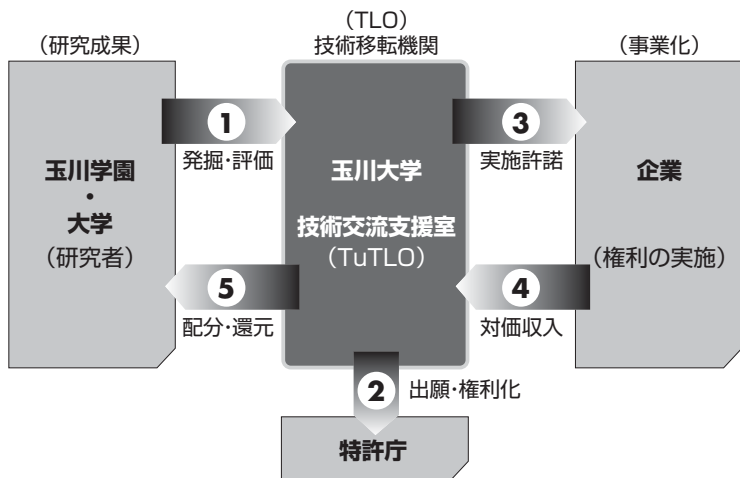 （研究成果）
（TLO）
技術移転機関
（事業化）
玉川学園
・
大学
（研究者）
1
発掘・評価
玉川大学
技術交流支援室
（TuTLO）
3
実施許諾
企業
（権利の実施）
5
配分・還元
4
対価収入
2
出願・権利化
特許庁